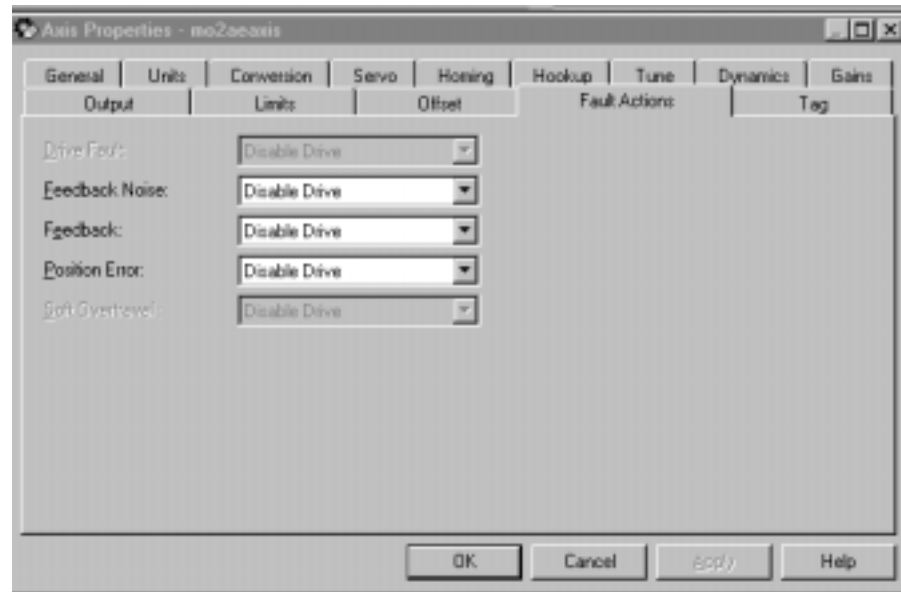 Axis Properties - mo2aeaxis
General Units Conversion Servo Homing Hookup Tune Dynamics Gains
Output Limits Offset Fault Actions Tag
Drive Fault: Disable Drive
Feedback Noise: Disable Drive
Feedback: Disable Drive
Position Error: Disable Drive
Soft Overtravel: Disable Drive
OK Cancel Apply Help